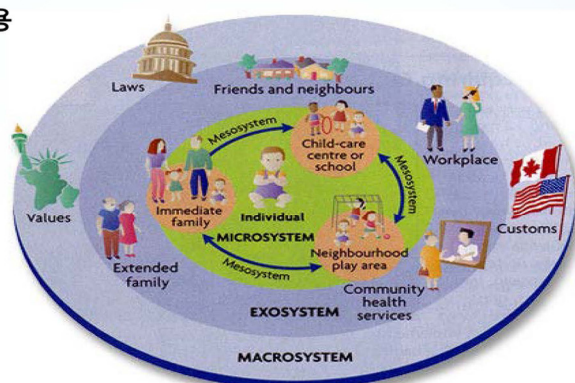 용
Laws
Friends and neighbours
Mesosystem
Child-care
centre or
school
Workplace
Mesosystem
Values
Immediate
family
Individual
MICROSYSTEM
Customs
Neighbourhood
play area
Mesosystem
Extended
family
Community
health
services
EXOSYSTEM
MACROSYSTEM